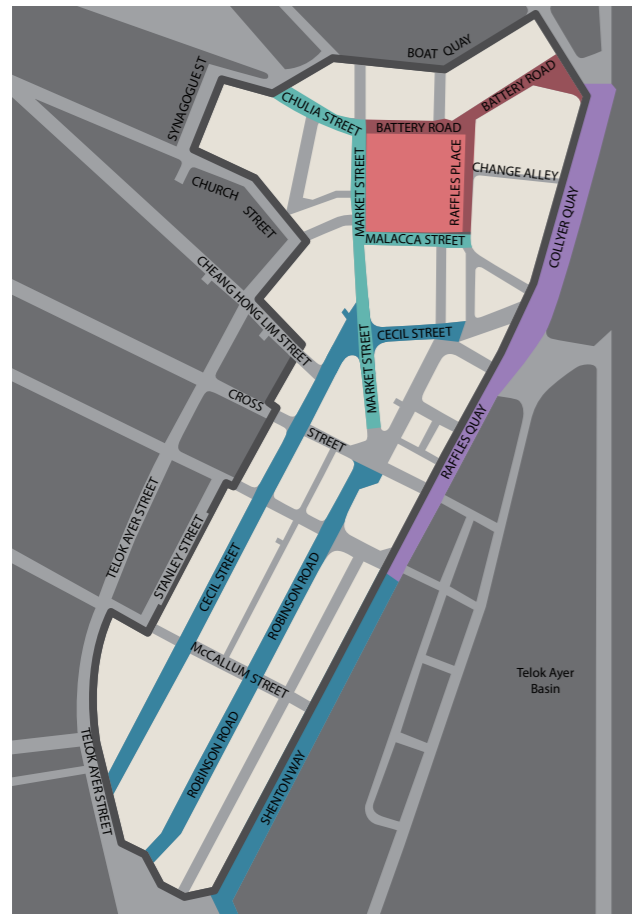 BOAT QUAY
SYNAGOGUE ST
BATTERY ROAD
CHULIA STREET
BATTERY ROAD
CHURCH STREET
MARKET STREET
RAFFLES PLACE
CHANGE ALLEY
COLLYER QUAY
MALACCA STREET
CHEANG HONG LIM STREET
CECIL STREET
MARKET STREET
CROSS STREET
RAFFLES QUAY
TELOK AYER STREET
STANLEY STREET
CECIL STREET
ROBINSON ROAD
McCALLUM STREET
Telok Ayer
Basin
ROBINSON ROAD
SHENTON WAY
TELOK AYER STREET